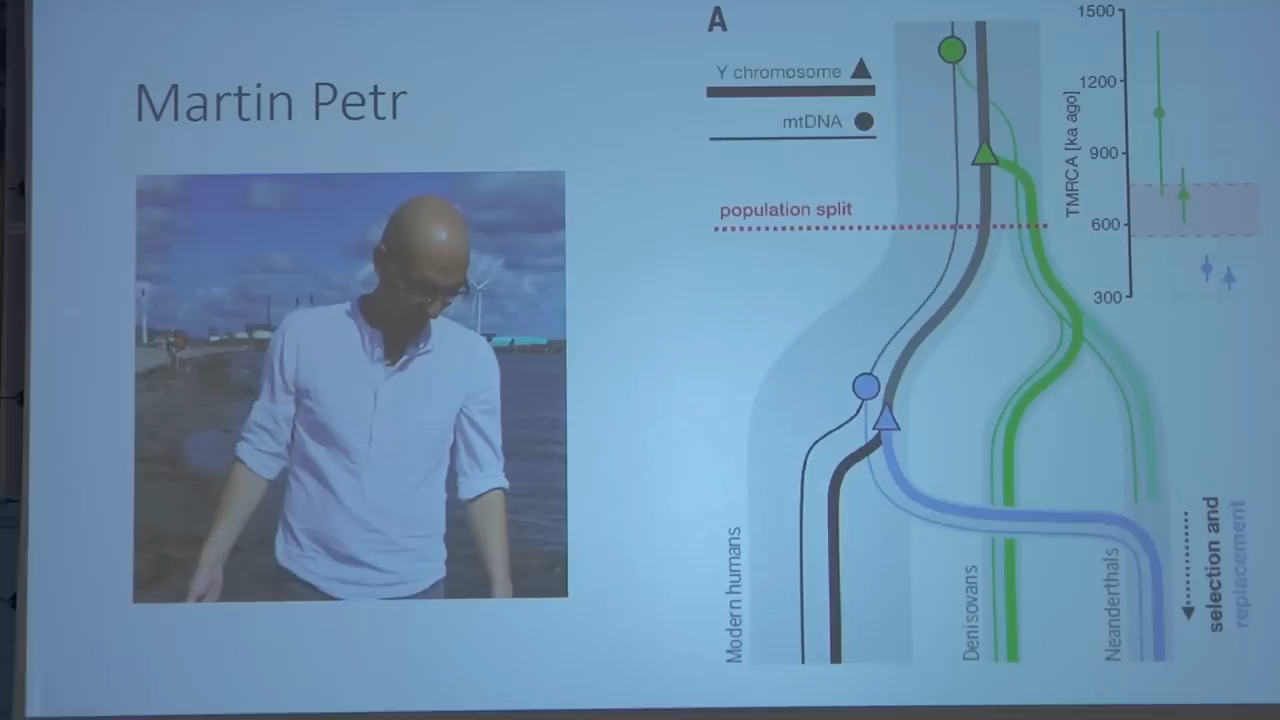 Martin Petr
A
Y chromosome
mtDNA
population split
TMRCA [ka ago]
1500
1200
900
600
300
Modern humans
Denisovans
Neanderthals
selection and
replacement